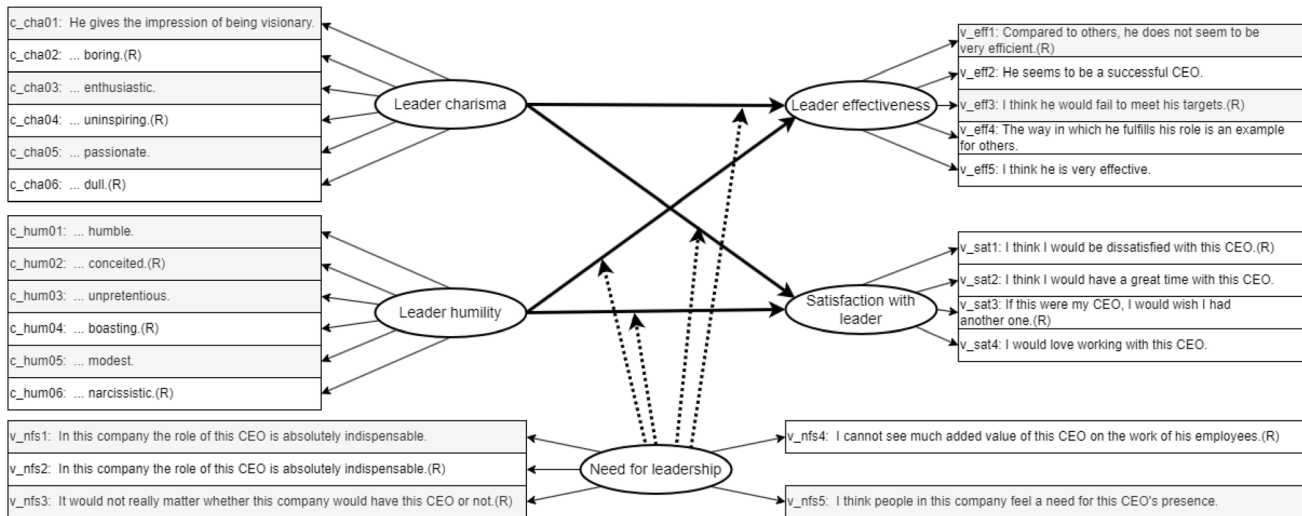 c_cha01: He gives the impression of being visionary.
c_cha02: ... boring.(R)
c_cha03: ... enthusiastic.
c_cha04: ... uninspiring.(R)
c_cha05: ... passionate.
c_cha06: ... dull.(R)
Leader charisma
Leader effectiveness
v_eff1: Compared to others, he does not seem to be
very efficient.(R)
v_eff2: He seems to be a successful CEO.
v_eff3: I think he would fail to meet his targets.(R)
v_eff4: The way in which he fulfills his role is an example
for others.
v_eff5: I think he is very effective.
c_hum01: ... humble.
c_hum02: ... conceited.(R)
c_hum03: ... unpretentious.
c_hum04: ... boasting.(R)
c_hum05: ... modest.
c_hum06: ... narcissistic.(R)
Leader humility
Satisfaction with
leader
v_sat1: I think I would be dissatisfied with this CEO.(R)
v_sat2: I think I would have a great time with this CEO.
v_sat3: If this were my CEO, I would wish I had
another one.(R)
v_sat4: I would love working with this CEO.
v_nfs1: In this company the role of this CEO is absolutely indispensable.
v_nfs2: In this company the role of this CEO is absolutely indispensable.(R)
v_nfs3: It would not really matter whether this company would have this CEO or not.(R)
Need for leadership
v_nfs4: I cannot see much added value of this CEO on the work of his employees.(R)
v_nfs5: I think people in this company feel a need for this CEO's presence.